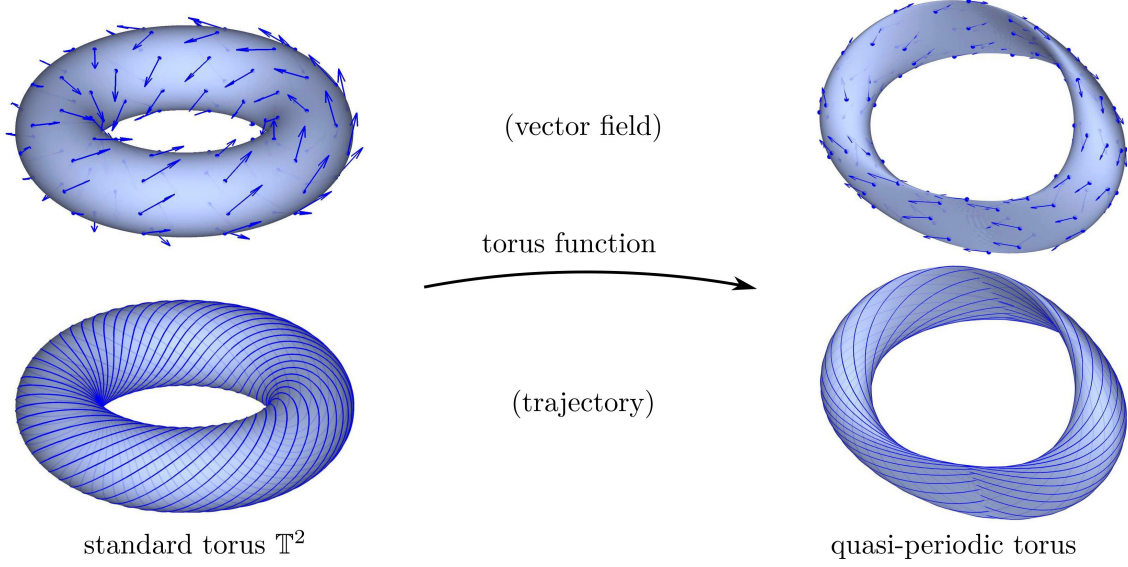 (vector field)
torus function
(trajectory)
standard torus 𝕋²
quasi-periodic torus